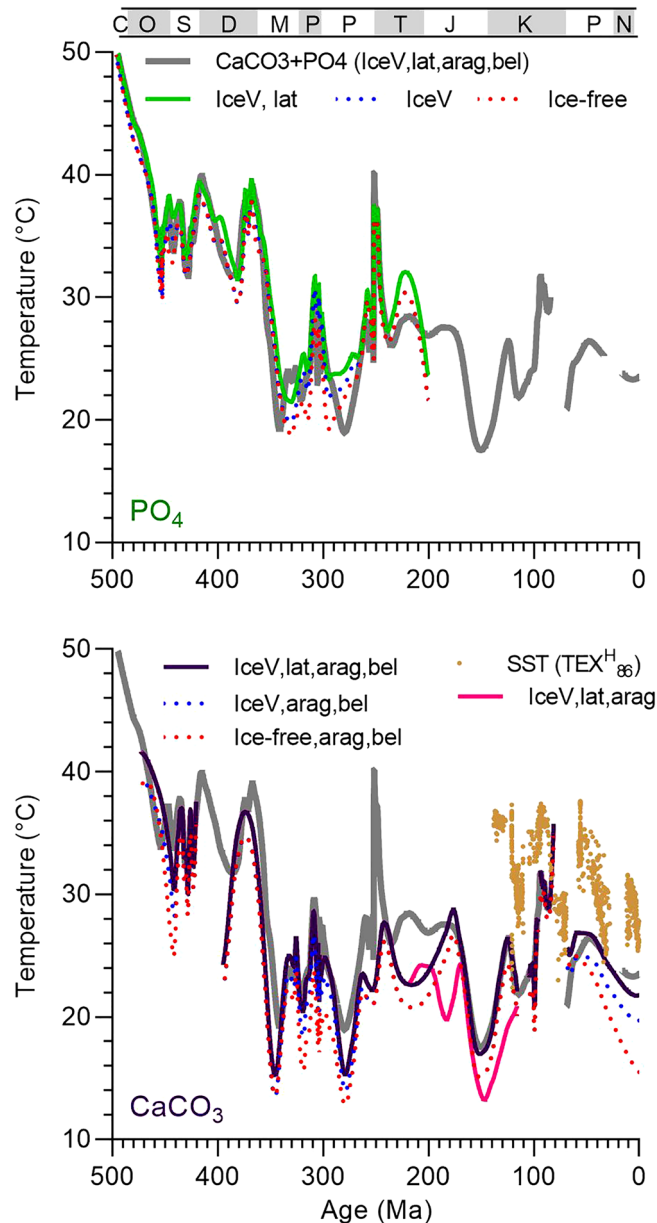 C O S D M P P T J K P N
50
CaCO3+PO4 (IceV,lat,arag,bel)
IceV, lat IceV Ice-free
40
30
20
10
Temperature (°C)
PO₄
500 400 300 200 100 0
50
IceV,lat,arag,bel SST (TEXᴴ₈₆)
IceV,arag,bel IceV,lat,arag
Ice-free,arag,bel
40
30
20
10
Temperature (°C)
CaCO₃
500 400 300 200 100 0
Age (Ma)